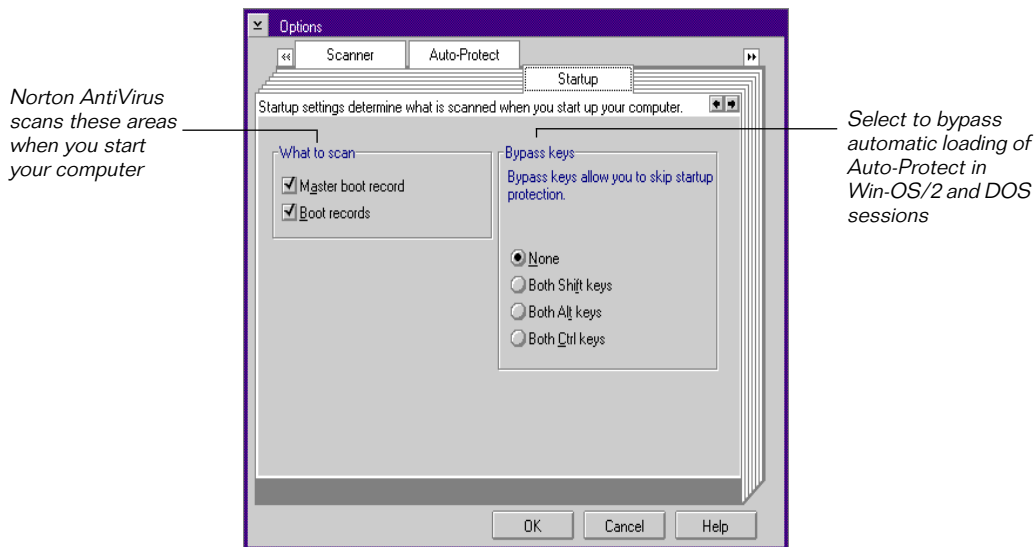 Options
Scanner
Auto-Protect
Startup
Startup settings determine what is scanned when you start up your computer.
Norton AntiVirus
scans these areas
when you start
your computer
What to scan
Master boot record
Boot records
Bypass keys
Bypass keys allow you to skip startup
protection.
None
Both Shift keys
Both Alt keys
Both Ctrl keys
Select to bypass
automatic loading of
Auto-Protect in
Win-OS/2 and DOS
sessions
OK
Cancel
Help